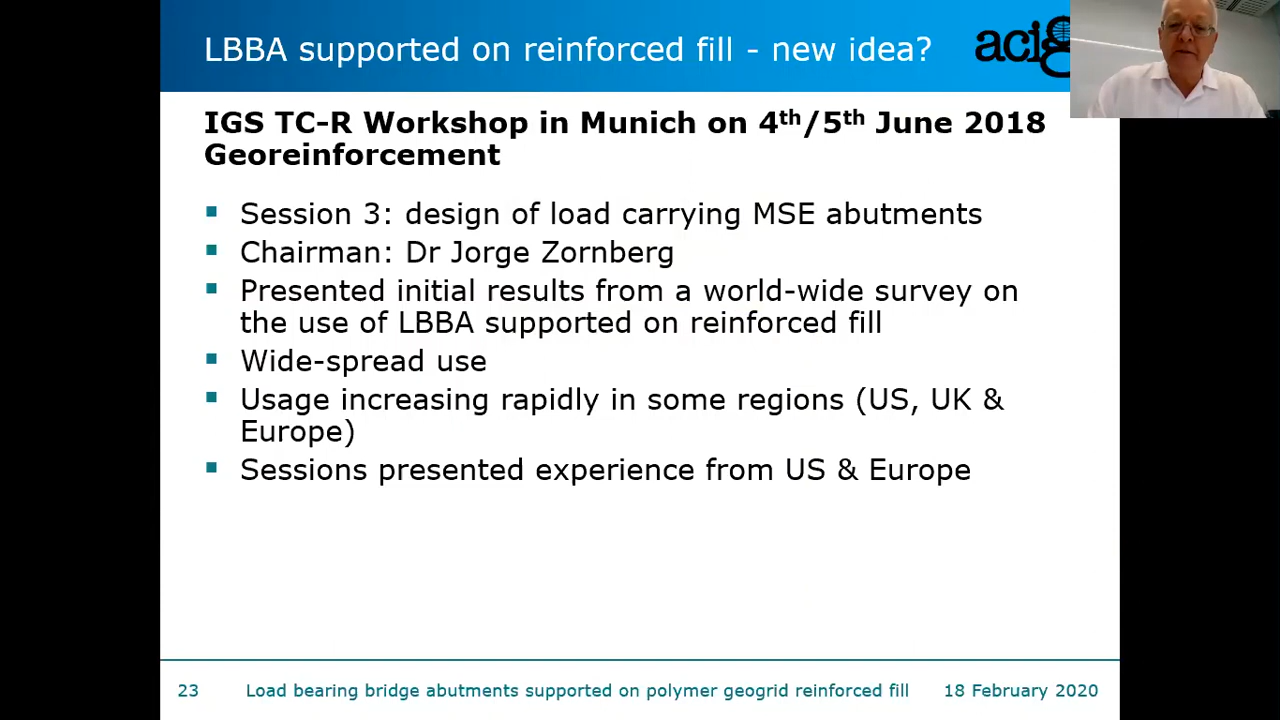 LBBA supported on reinforced fill - new idea?
acig
IGS TC-R Workshop in Munich on 4th/5th June 2018
Georeinforcement
▪ Session 3: design of load carrying MSE abutments
▪ Chairman: Dr Jorge Zornberg
▪ Presented initial results from a world-wide survey on
the use of LBBA supported on reinforced fill
▪ Wide-spread use
▪ Usage increasing rapidly in some regions (US, UK &
Europe)
▪ Sessions presented experience from US & Europe
23 Load bearing bridge abutments supported on polymer geogrid reinforced fill 18 February 2020